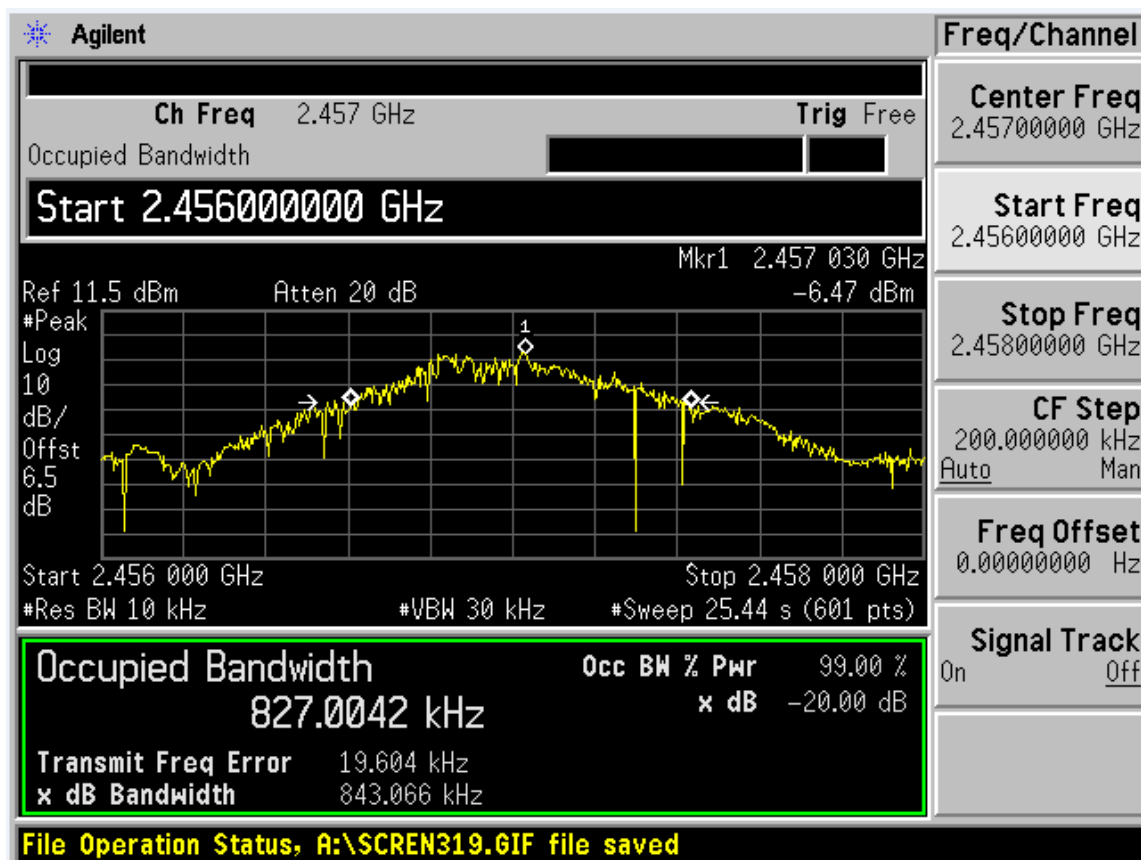 Agilent
Freq/Channel
Ch Freq 2.457 GHz Trig Free
Occupied Bandwidth
Center Freq
2.45700000 GHz
Start 2.456000000 GHz
Start Freq
2.45600000 GHz
Mkr1 2.457 030 GHz
Ref 11.5 dBm Atten 20 dB -6.47 dBm
#Peak
Log
10
dB/
Offst
6.5
dB
1
Stop Freq
2.45800000 GHz
CF Step
200.000000 kHz
Auto Man
Start 2.456 000 GHz Stop 2.458 000 GHz
#Res BW 10 kHz #VBW 30 kHz #Sweep 25.44 s (601 pts)
Freq Offset
0.00000000 Hz
Occupied Bandwidth
827.0042 kHz
Occ BW % Pwr 99.00 %
x dB -20.00 dB
Transmit Freq Error 19.604 kHz
x dB Bandwidth 843.066 kHz
Signal Track
On Off
File Operation Status, A:\SCREN319.GIF file saved